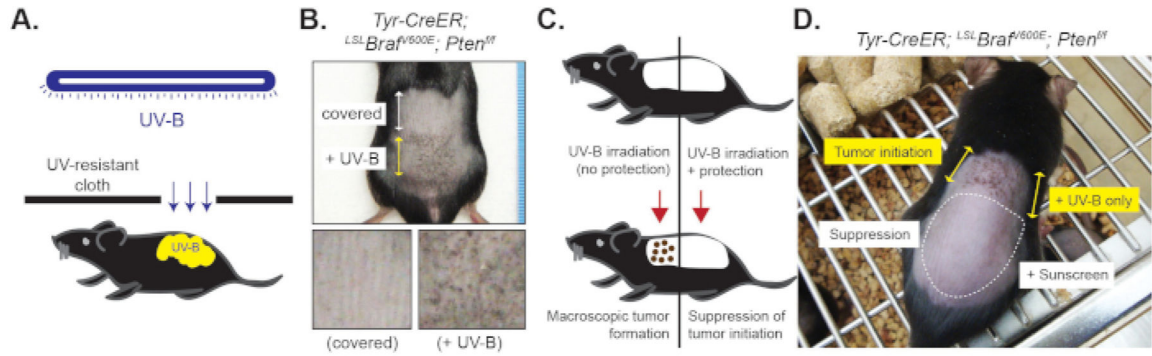 A.
UV-B
UV-resistant
cloth
UV-B
B.
Tyr-CreER;
LSLBrafV600E; Ptenf/f
covered
+ UV-B
(covered)
(+ UV-B)
C.
UV-B irradiation
(no protection)
UV-B irradiation
+ protection
Macroscopic tumor
formation
Suppression of
tumor initiation
D.
Tyr-CreER; LSLBrafV600E; Ptenf/f
Tumor initiation
+ UV-B only
Suppression
+ Sunscreen